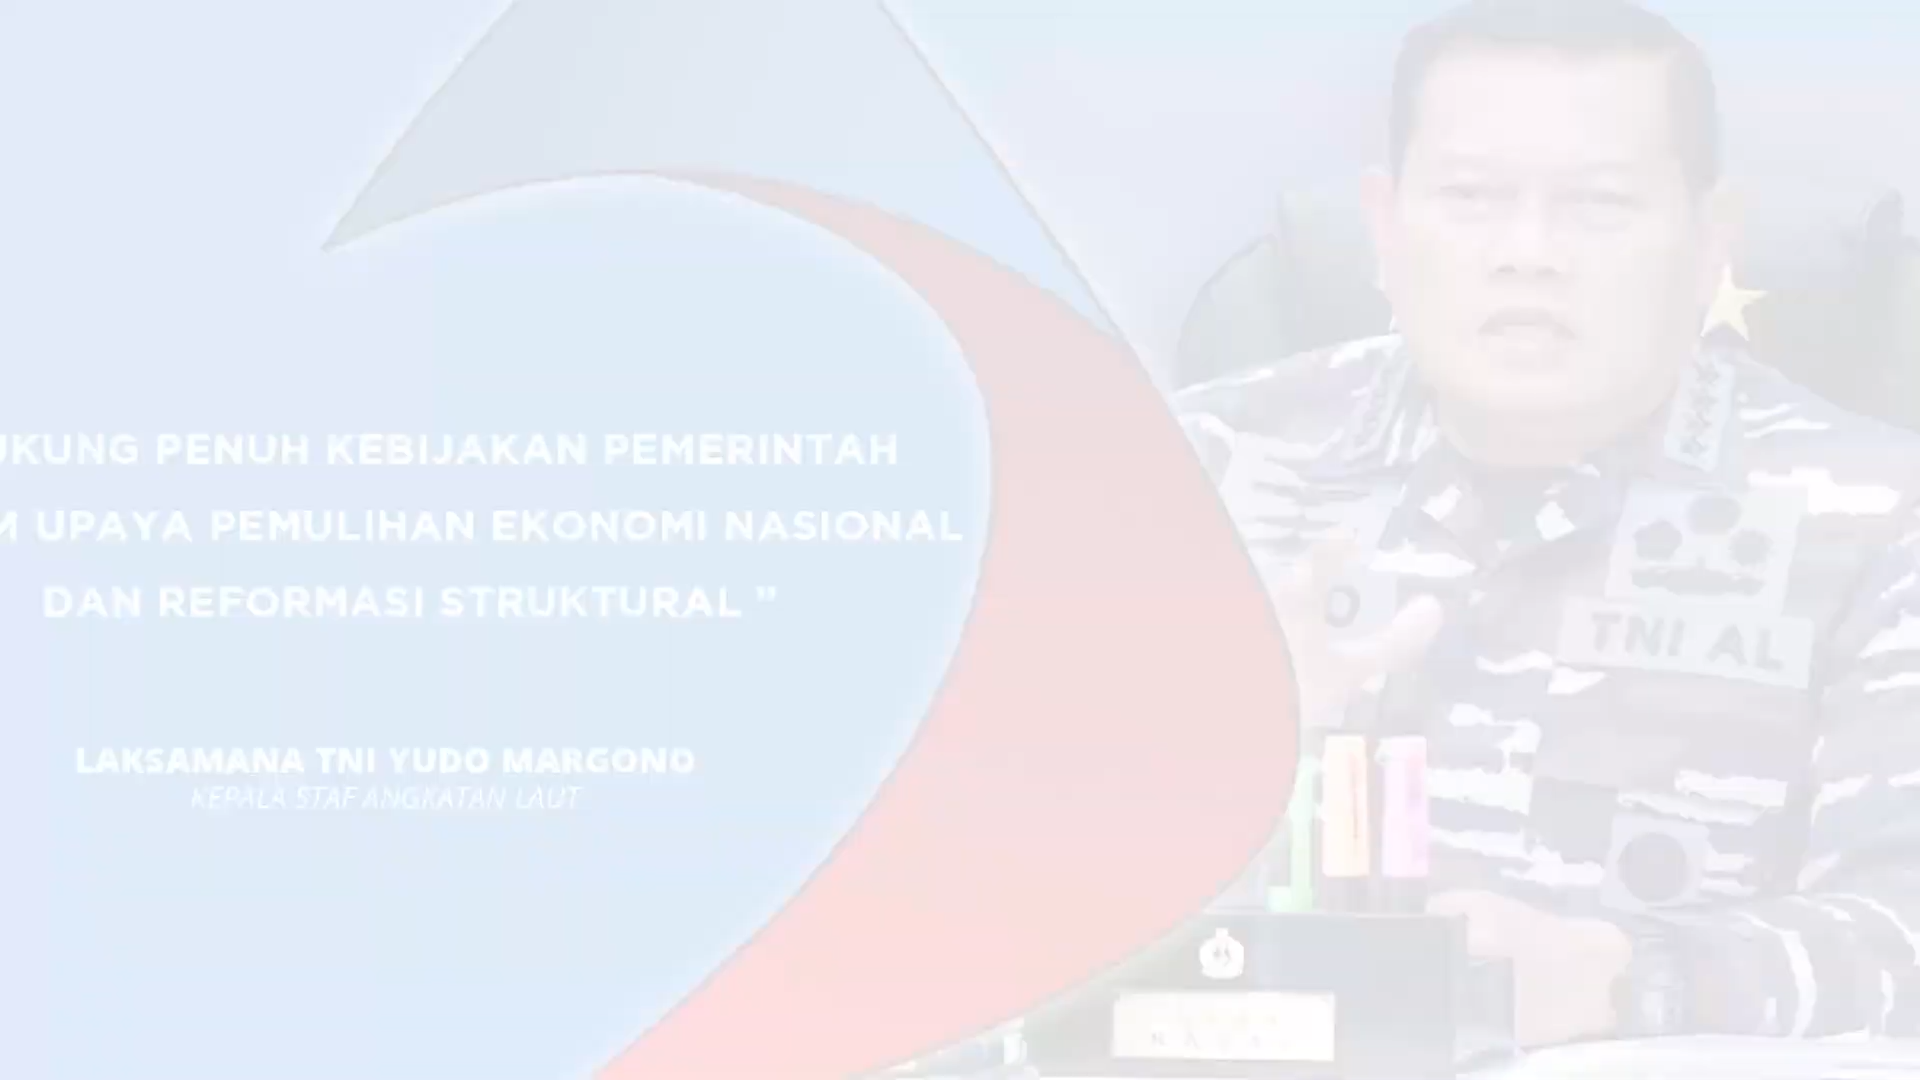 UKUNG PENUH KEBIJAKAN PEMERINTAH
M UPAYA PEMULIHAN EKONOMI NASIONAL
DAN REFORMASI STRUKTURAL ”
LAKSAMANA TNI YUDO MARGONO
KEPALA STAF ANGKATAN LAUT
O
TNI AL